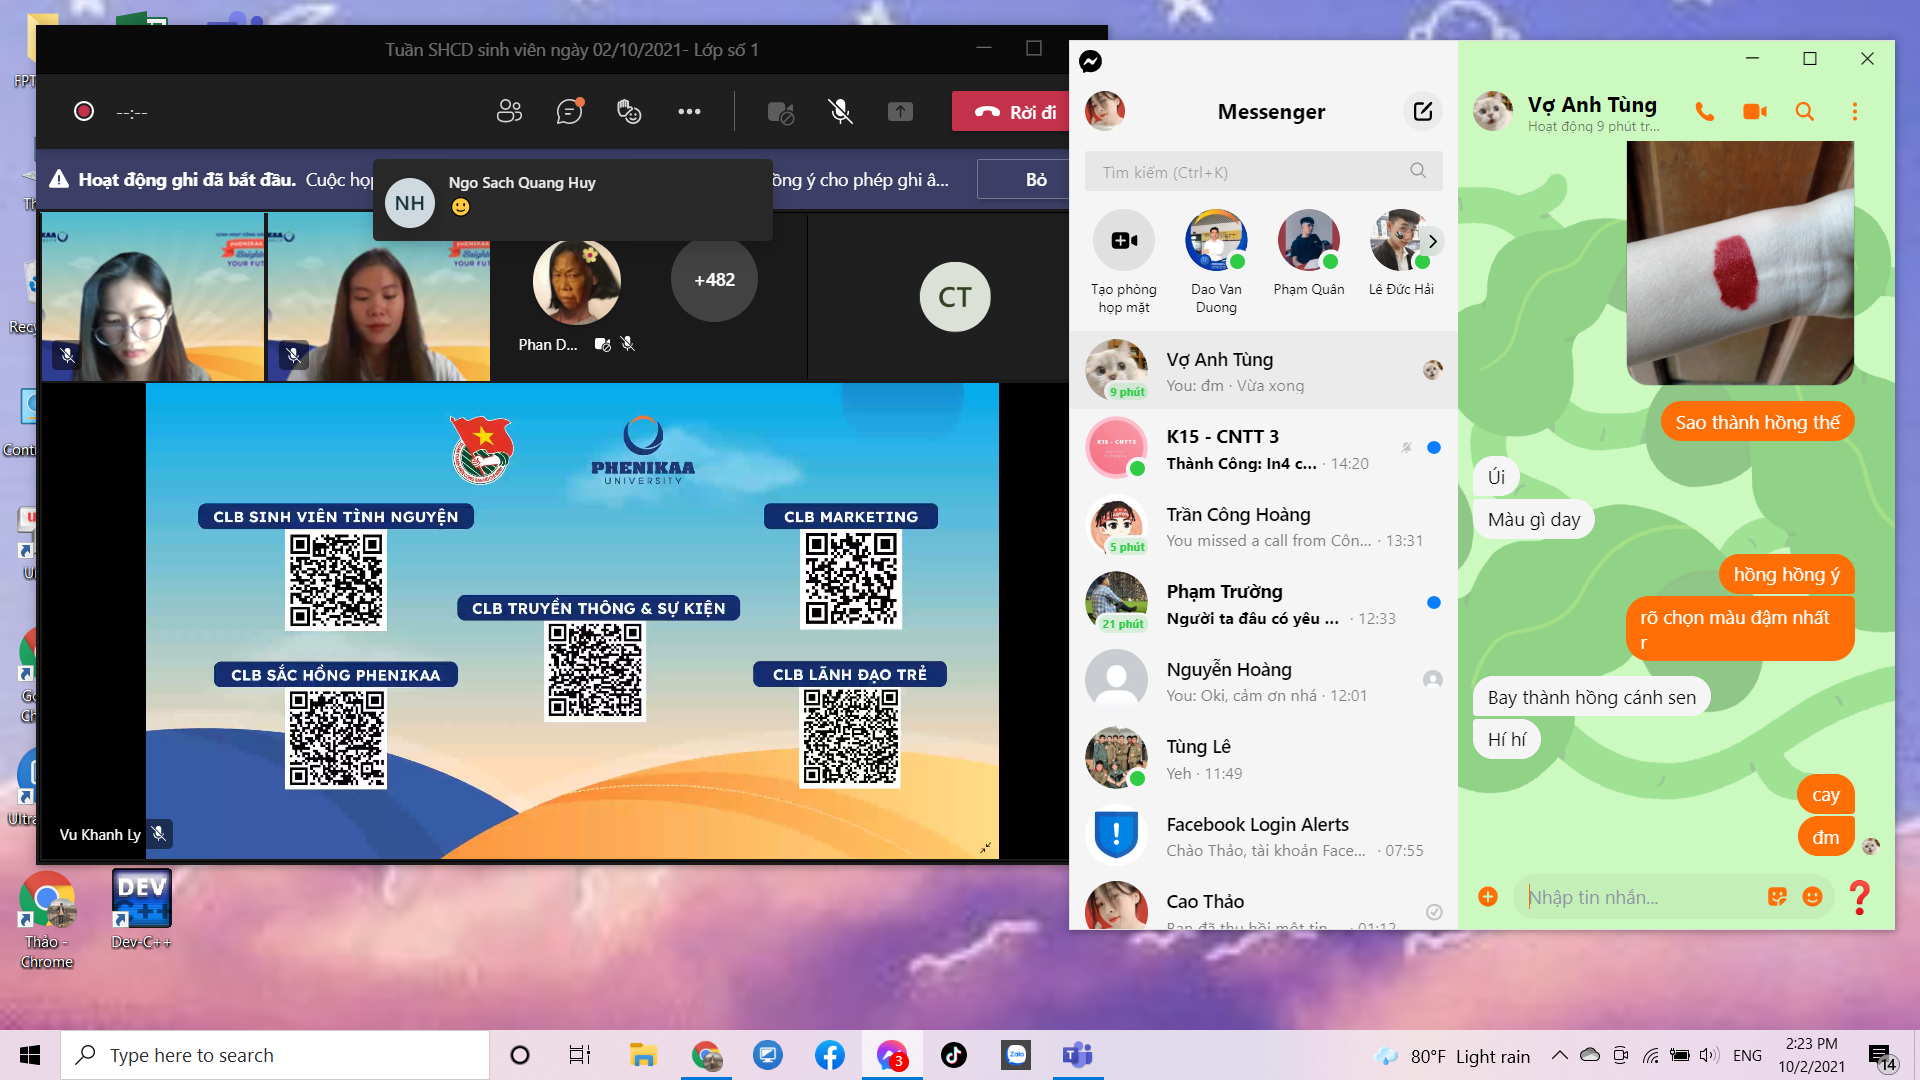 Tuần SHCD sinh viên ngày 02/10/2021- Lớp số 1
--:--
Rời đi
Hoạt động ghi đã bắt đầu. Cuộc họp
ồng ý cho phép ghi â...
Bỏ
NH
Ngo Sach Quang Huy
Phan D...
+482
CT
PHENIKAA
UNIVERSITY
CLB SINH VIÊN TÌNH NGUYỆN
CLB MARKETING
CLB TRUYỀN THÔNG & SỰ KIỆN
CLB SẮC HỒNG PHENIKAA
CLB LÃNH ĐẠO TRẺ
Vu Khanh Ly
Messenger
Tìm kiếm (Ctrl+K)
Tạo phòng
họp mặt
Dao Van
Duong
Phạm Quân
Lê Đức Hải
Vợ Anh Tùng
You: đm · Vừa xong
9 phút
K15 - CNTT 3
K15 - CNTT3
Thành Công: In4 c... · 14:20
Trần Công Hoàng
You missed a call from Côn... · 13:31
5 phút
Phạm Trường
Người ta đâu có yêu ... · 12:33
21 phút
Nguyễn Hoàng
You: Oki, cảm ơn nhá · 12:01
Tùng Lê
Yeh · 11:49
Facebook Login Alerts
Chào Thảo, tài khoản Face... · 07:55
Cao Thảo
Bạn đã thu hồi một tin... · 01:12
Vợ Anh Tùng
Hoạt động 9 phút tr...
Sao thành hồng thế
Úi
Màu gì day
hồng hồng ý
rõ chọn màu đậm nhất
r
Bay thành hồng cánh sen
Hí hí
cay
đm
Nhập tin nhắn...
FPT
Recy
Cont
Ultra
Thảo -
Chrome
DEV
C++
Dev-C++
Type here to search
3
Zalo
80°F Light rain
ENG
2:23 PM
10/2/2021
14